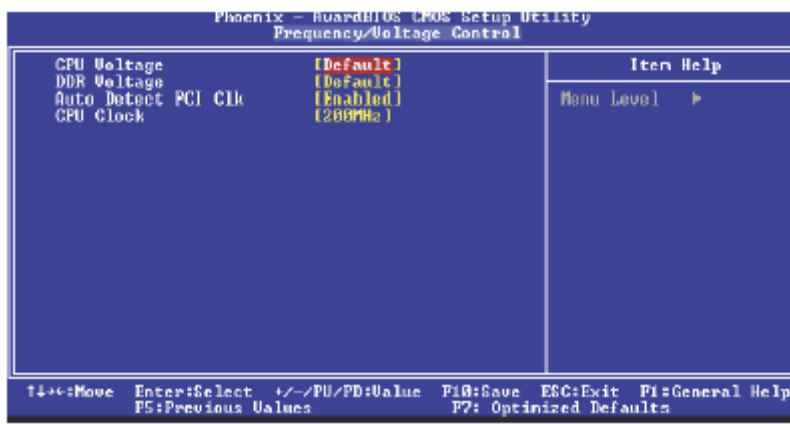 Phoenix - AwardBIOS CMOS Setup Utility
Frequency/Voltage Control
CPU Voltage [Default]
DDR Voltage [Default]
Auto Detect PCI Clk [Enabled]
CPU Clock [200MHz]
Item Help
Menu Level ▶
↑↓→←:Move Enter:Select +/-/PU/PD:Value F10:Save ESC:Exit F1:General Help
F5:Previous Values F7: Optimized Defaults